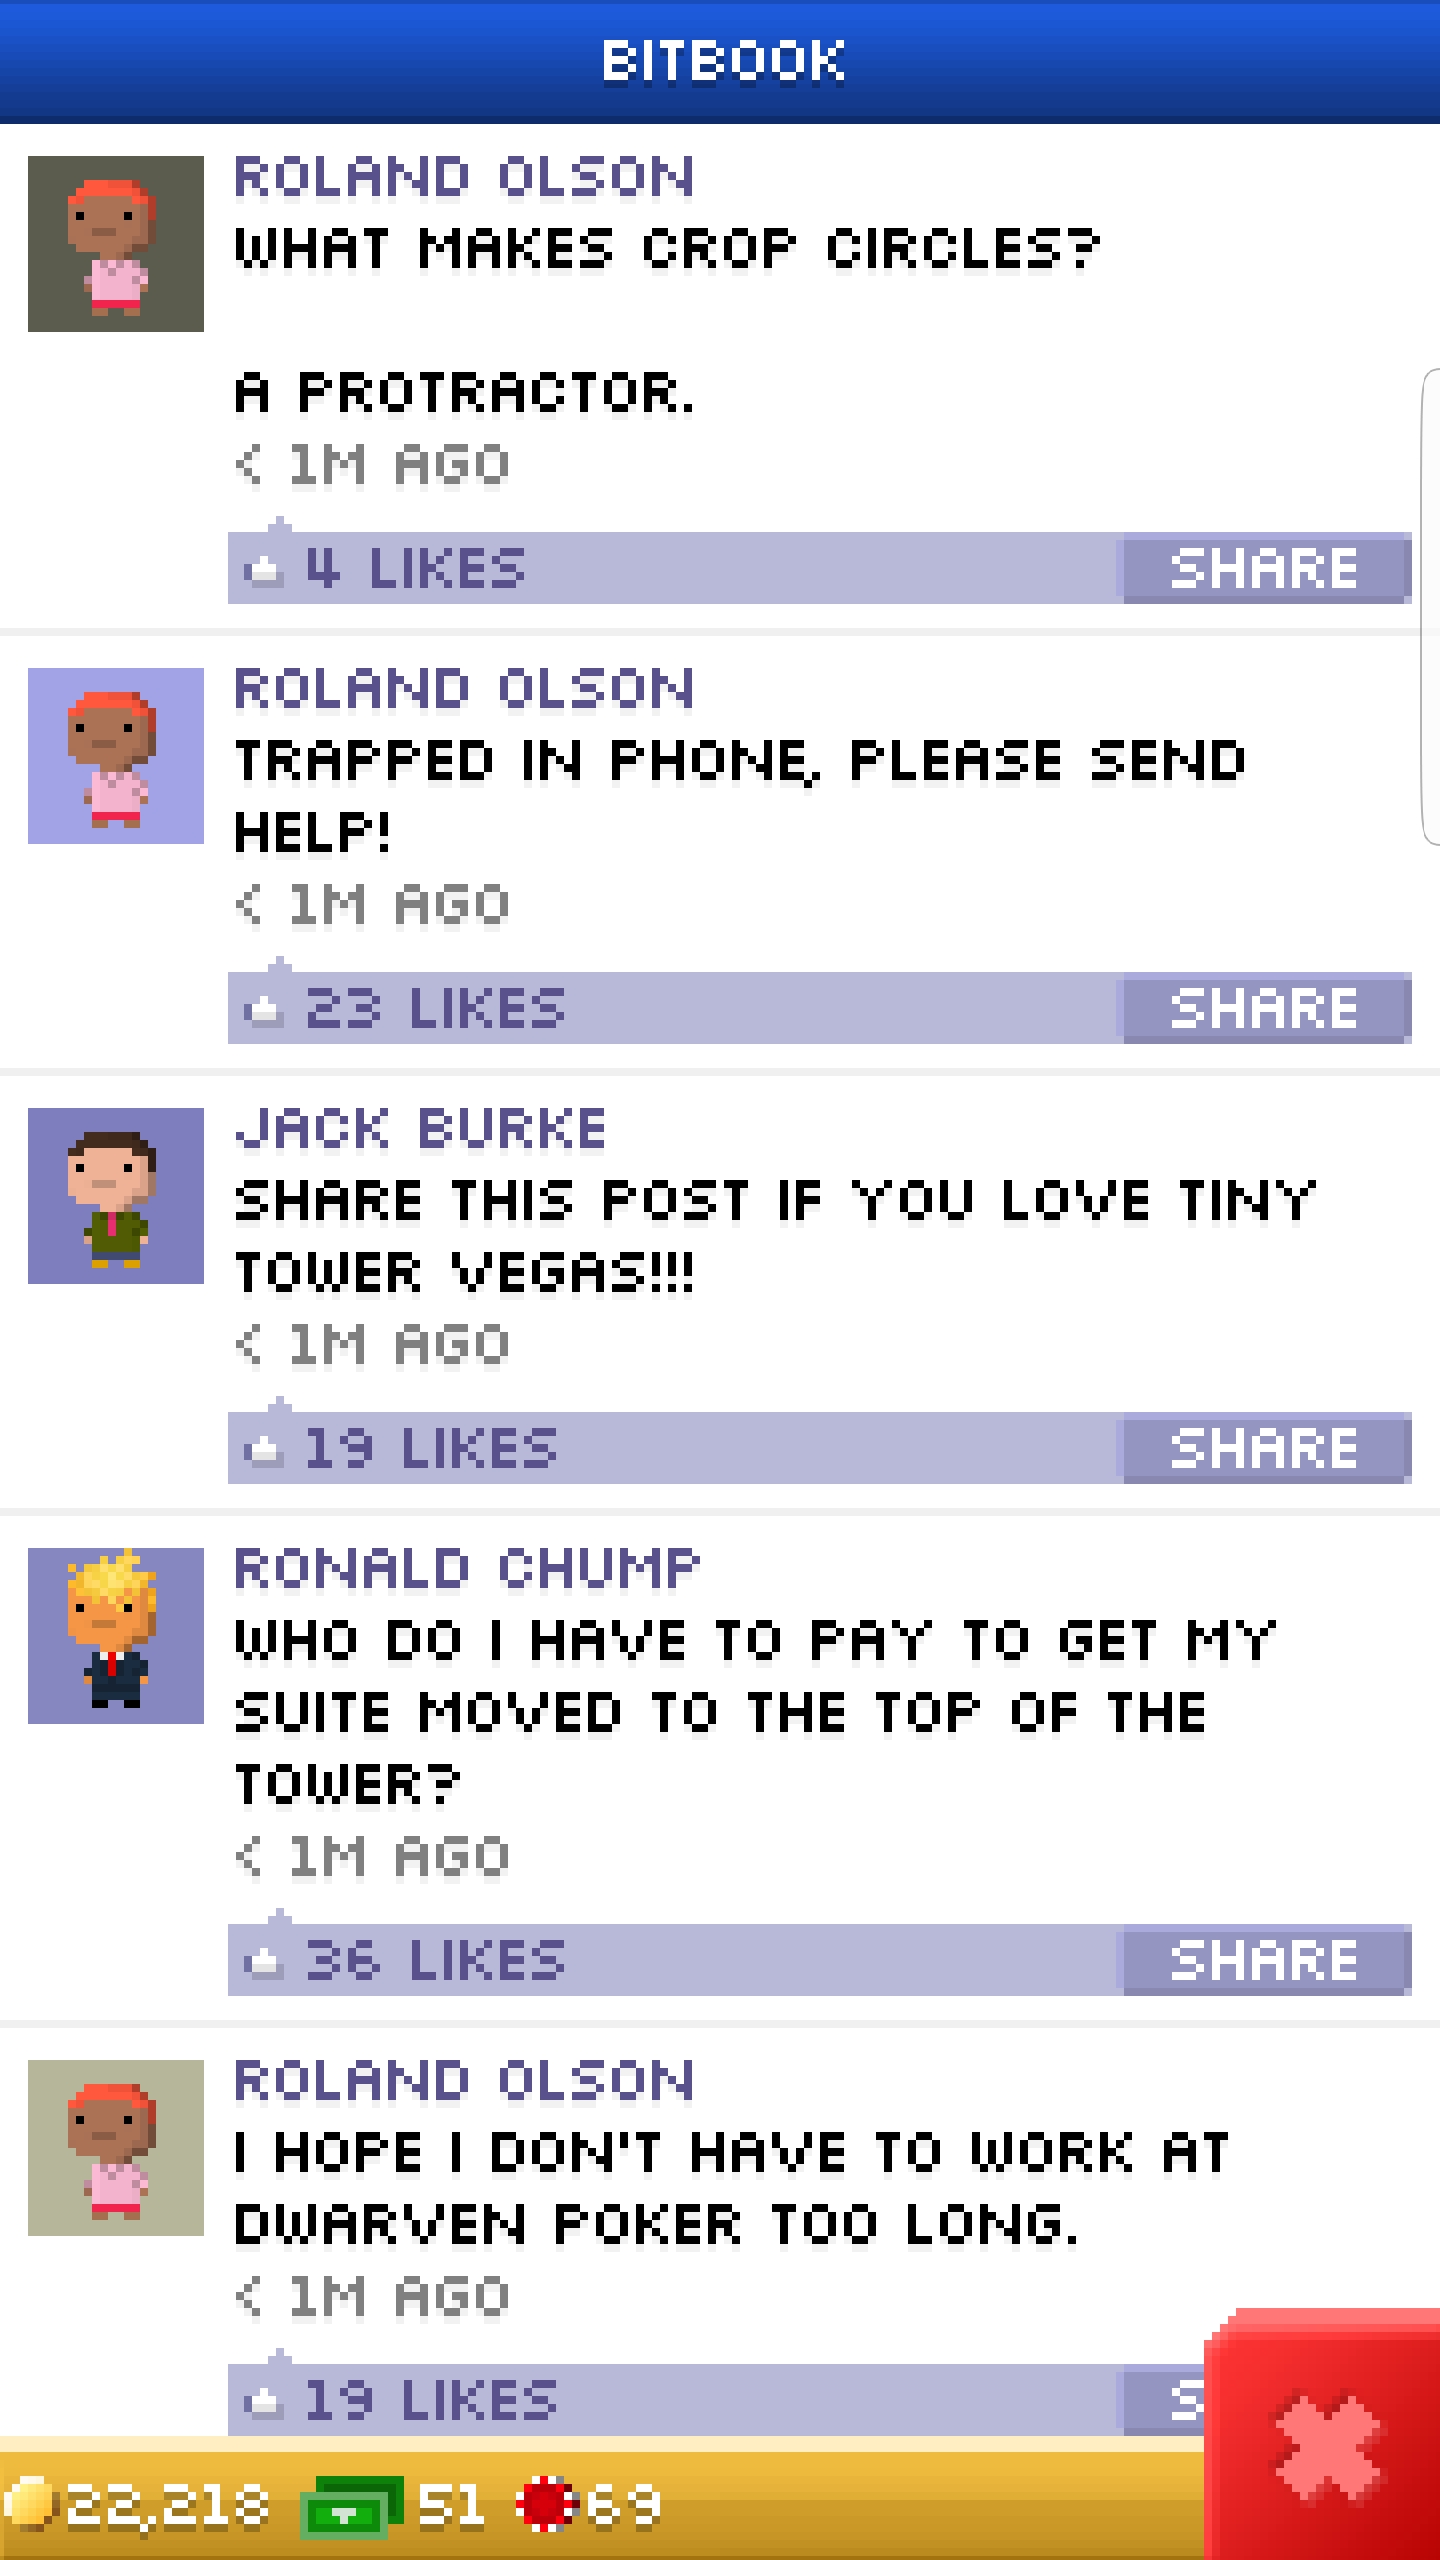 BITBOOK
ROLAND OLSON
WHAT MAKES CROP CIRCLES?
A PROTRACTOR.
< 1M AGO
4 LIKES SHARE
ROLAND OLSON
TRAPPED IN PHONE, PLEASE SEND
HELP!
< 1M AGO
23 LIKES SHARE
JACK BURKE
SHARE THIS POST IF YOU LOVE TINY
TOWER VEGAS!!!
< 1M AGO
19 LIKES SHARE
RONALD CHUMP
WHO DO I HAVE TO PAY TO GET MY
SUITE MOVED TO THE TOP OF THE
TOWER?
< 1M AGO
36 LIKES SHARE
ROLAND OLSON
I HOPE I DON'T HAVE TO WORK AT
DWARVEN POKER TOO LONG.
< 1M AGO
19 LIKES S
22,218 51 69